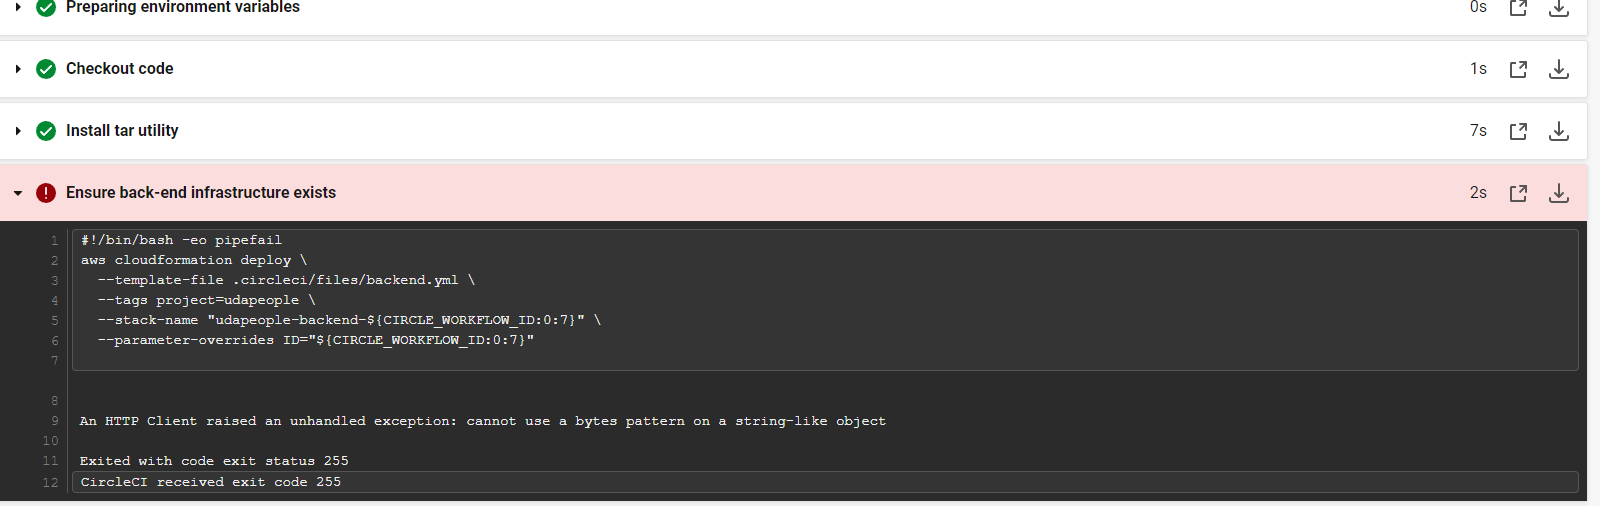 Preparing environment variables 0s
Checkout code 1s
Install tar utility 7s
Ensure back-end infrastructure exists 2s
1 #!/bin/bash -eo pipefail
2 aws cloudformation deploy \
3 --template-file .circleci/files/backend.yml \
4 --tags project=udapeople \
5 --stack-name "udapeople-backend-${CIRCLE_WORKFLOW_ID:0:7}" \
6 --parameter-overrides ID="${CIRCLE_WORKFLOW_ID:0:7}"
7
8
9 An HTTP Client raised an unhandled exception: cannot use a bytes pattern on a string-like object
10
11 Exited with code exit status 255
12 CircleCI received exit code 255